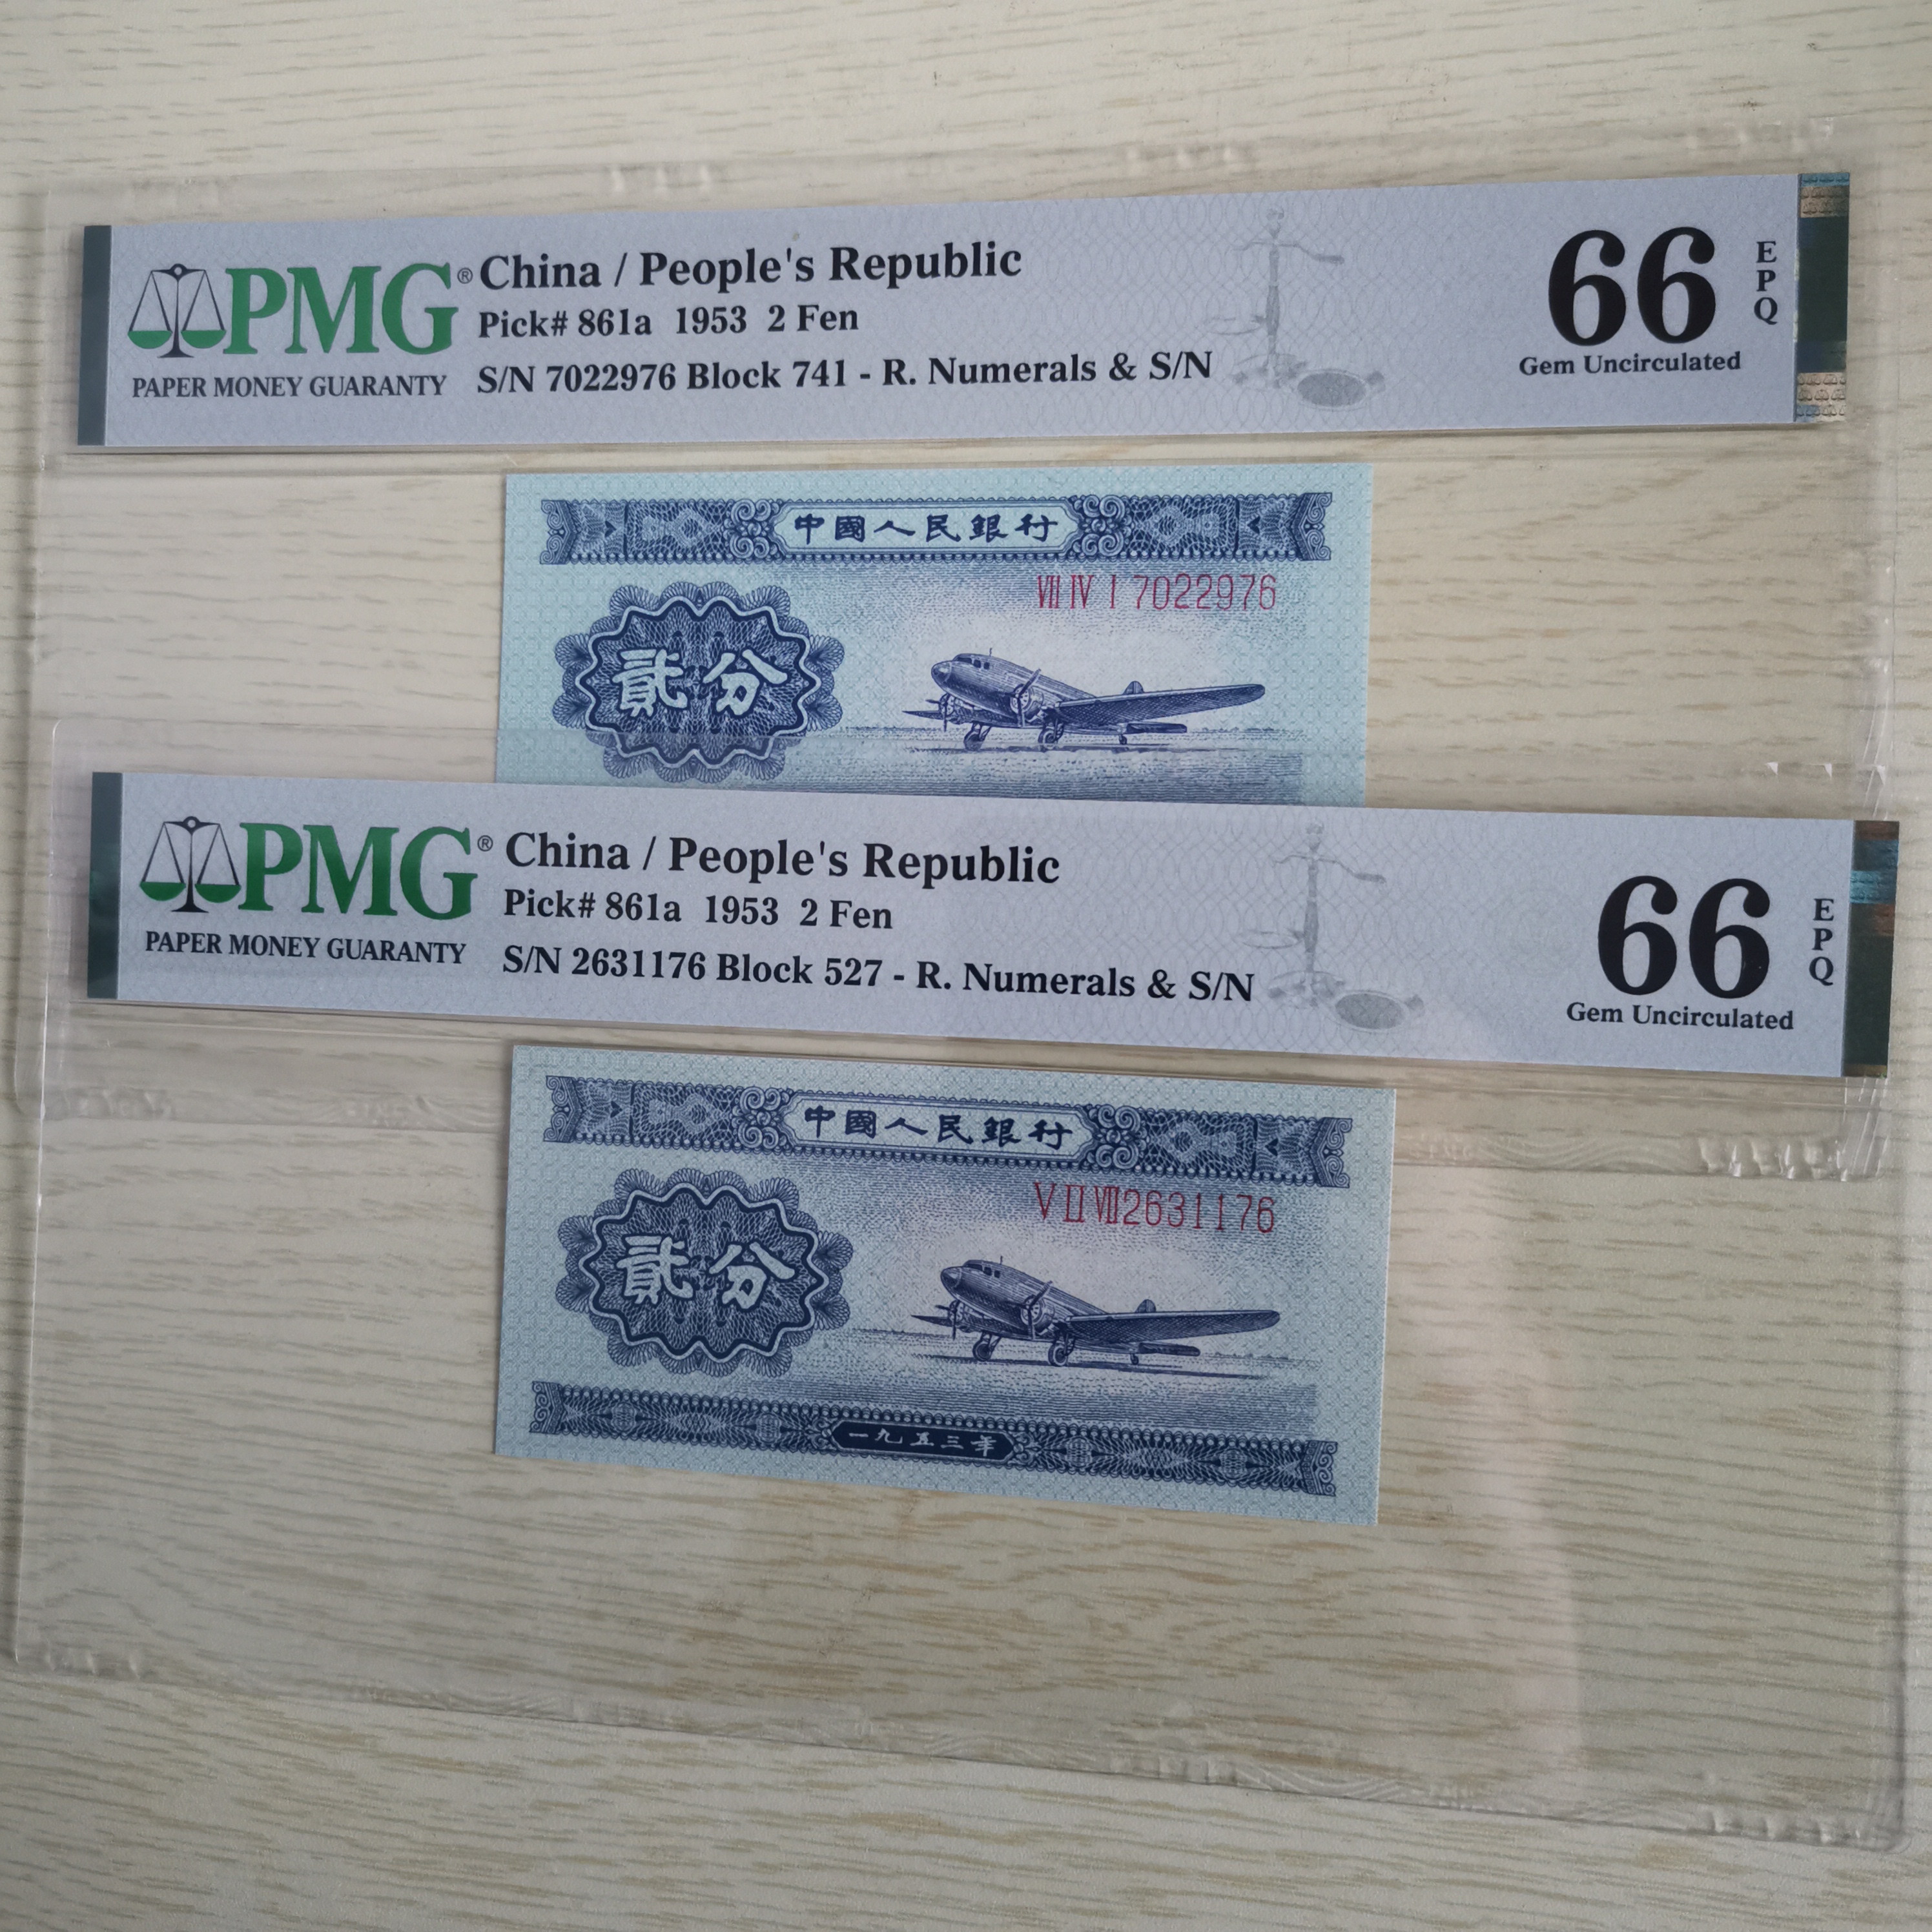 PMG®
PAPER MONEY GUARANTY
China / People's Republic
Pick# 861a 1953 2 Fen
S/N 7022976 Block 741 - R. Numerals & S/N
66
EPQ
Gem Uncirculated
中國人民銀行
VII IV I 7022976
貳分
PMG®
PAPER MONEY GUARANTY
China / People's Republic
Pick# 861a 1953 2 Fen
S/N 2631176 Block 527 - R. Numerals & S/N
66
EPQ
Gem Uncirculated
中國人民銀行
V II VII 2631176
貳分
一九五三年